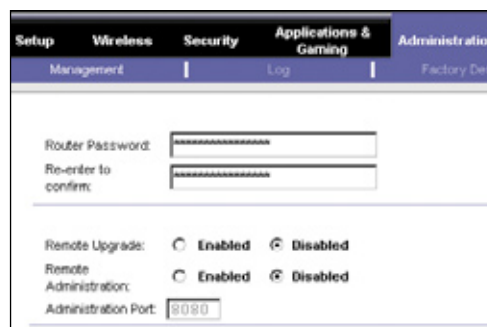 Setup Wireless Security Applications & Gaming Administratio
Management Log Factory De
Router Password: ****************
Re-enter to
confirm: ****************
Remote Upgrade: Enabled Disabled
Remote
Administration: Enabled Disabled
Administration Port: 8080